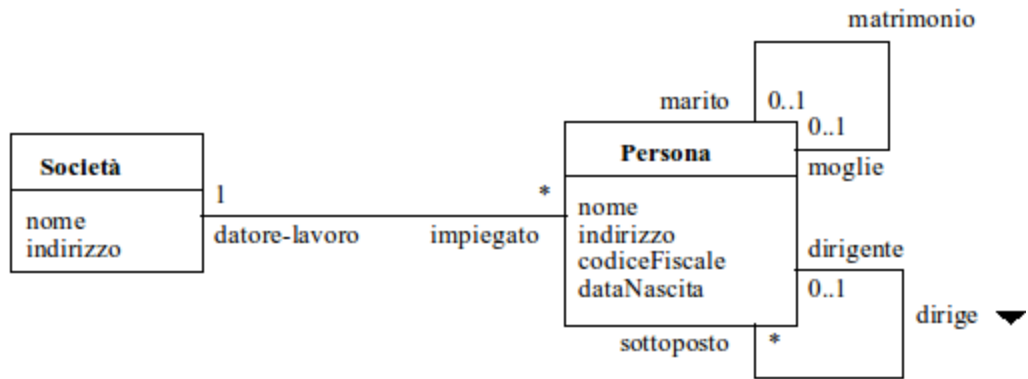 matrimonio
marito 0..1
0..1
moglie
Società
nome
indirizzo
1 *
datore-lavoro impiegato
Persona
nome
indirizzo
codiceFiscale
dataNascita
dirigente
0..1
dirige
sottoposto *